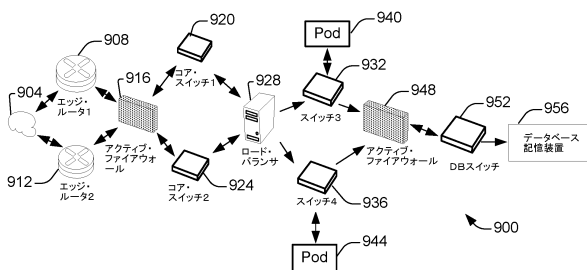 920
940
Pod
908
916
コア・
スイッチ1
928
932
948
904
エッジ・
ルータ1
952
956
スイッチ3
データベース
記憶装置
912
アクティブ・
ファイアウォ
ール
924
ロード・
バランサ
アクティブ・
ファイアウォール
DBスイッチ
エッジ・
ルータ2
コア・
スイッチ2
936
スイッチ4
900
Pod
944